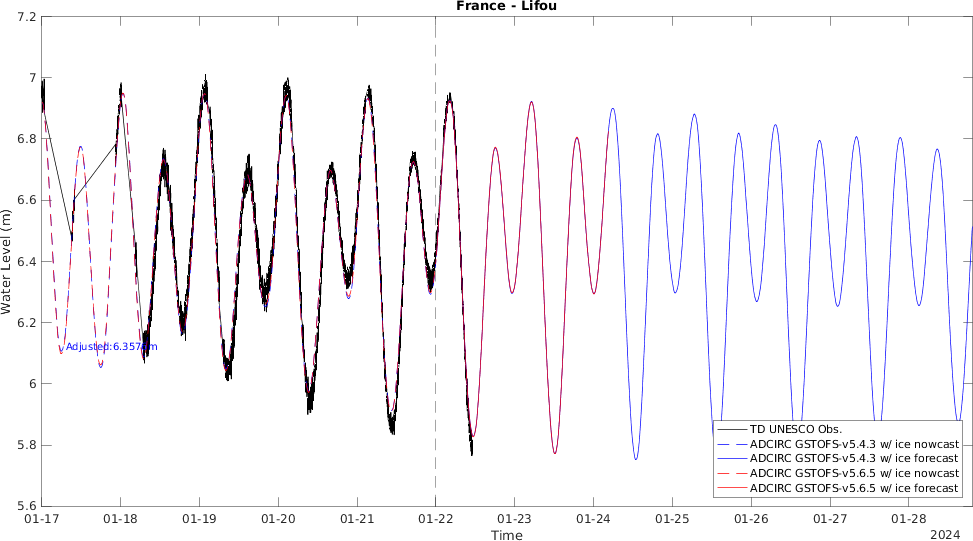 France - Lifou
Water Level (m)
7.2
7
6.8
6.6
6.4
6.2
6
5.8
5.6
TD UNESCO Obs.
ADCIRC GSTOFS-v5.4.3 w/ ice nowcast
ADCIRC GSTOFS-v5.4.3 w/ ice forecast
ADCIRC GSTOFS-v5.6.5 w/ ice nowcast
ADCIRC GSTOFS-v5.6.5 w/ ice forecast
01-17 01-18 01-19 01-20 01-21 01-22 01-23 01-24 01-25 01-26 01-27 01-28
Time
2024